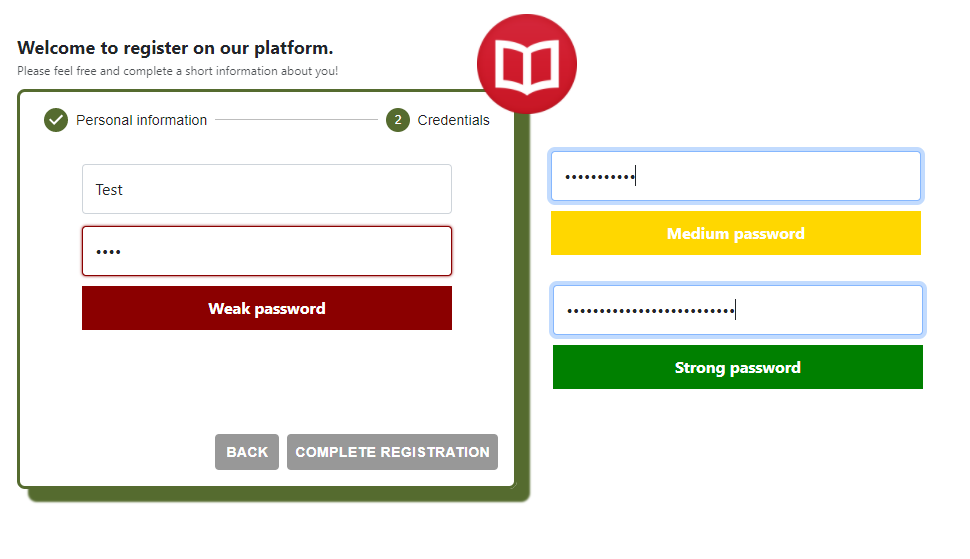 Welcome to register on our platform.
Please feel free and complete a short information about you!
Personal information
2 Credentials
Test
••••
Weak password
BACK
COMPLETE REGISTRATION
•••••••••••
Medium password
••••••••••••••••••••••••••
Strong password